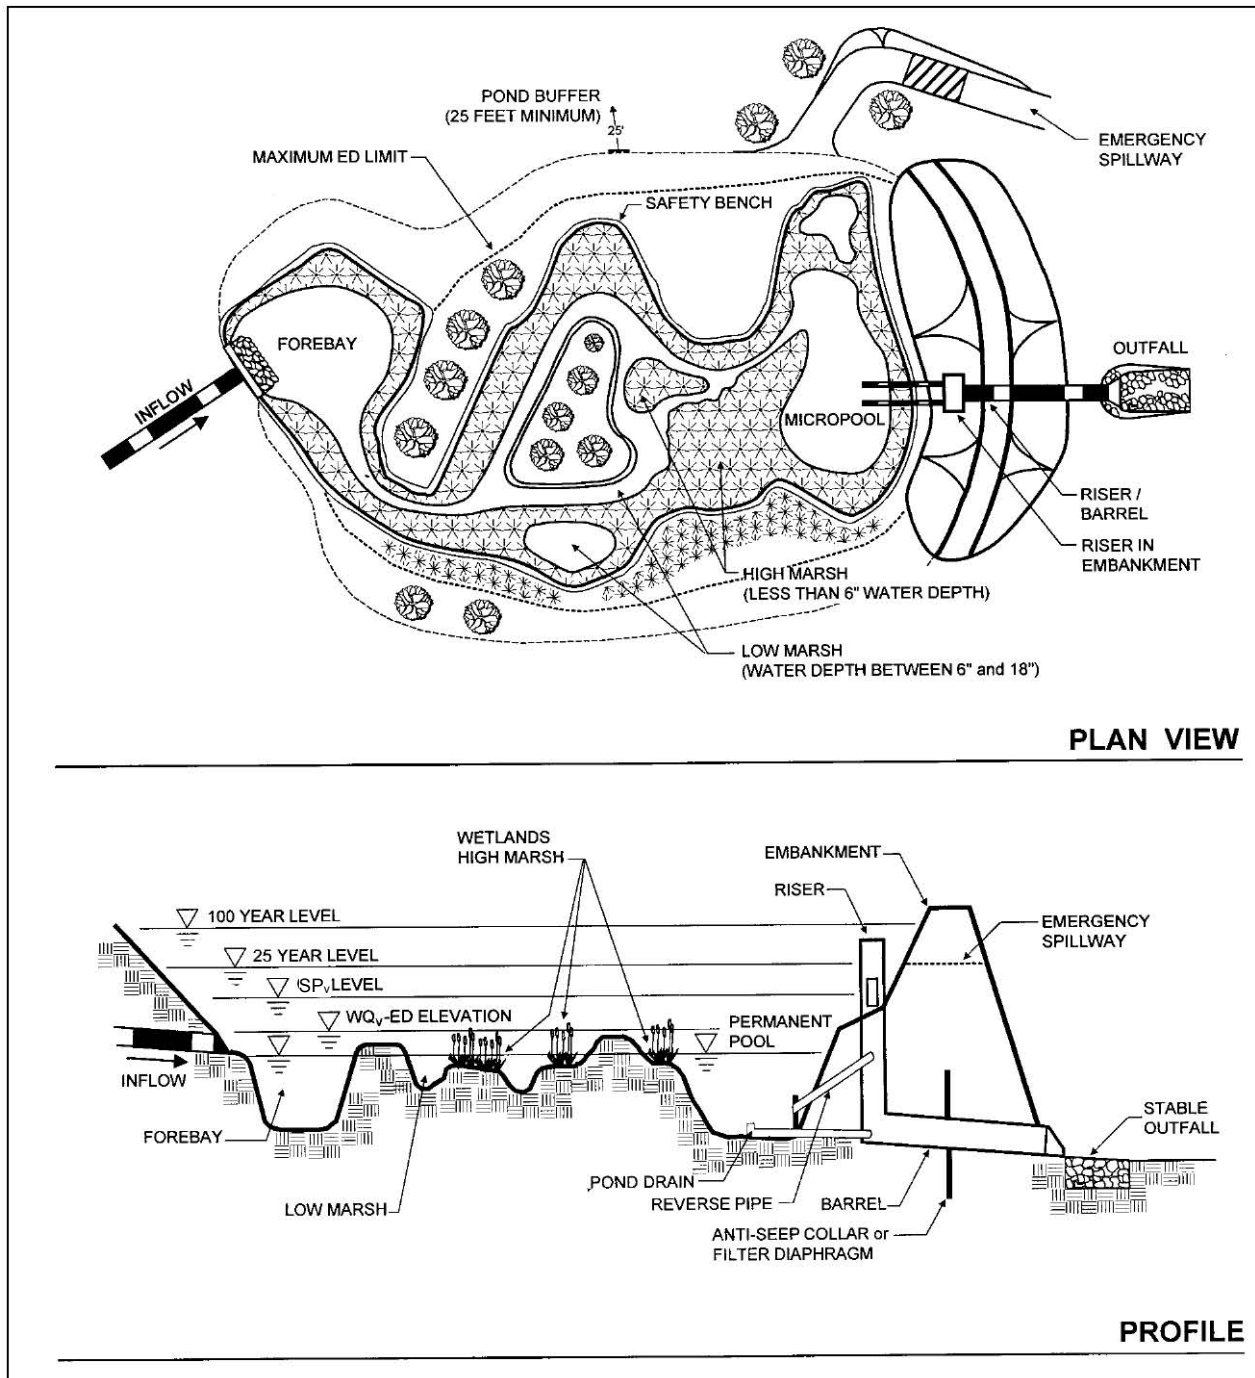 POND BUFFER
(25 FEET MINIMUM)
25'
MAXIMUM ED LIMIT
SAFETY BENCH
EMERGENCY
SPILLWAY
FOREBAY
INFLOW
OUTFALL
MICROPOOL
RISER /
BARREL
RISER IN
EMBANKMENT
HIGH MARSH
(LESS THAN 6" WATER DEPTH)
LOW MARSH
(WATER DEPTH BETWEEN 6" and 18")
PLAN VIEW
WETLANDS
HIGH MARSH
EMBANKMENT
RISER
100 YEAR LEVEL
EMERGENCY
SPILLWAY
25 YEAR LEVEL
SPv LEVEL
WQv-ED ELEVATION
PERMANENT
POOL
INFLOW
FOREBAY
STABLE
OUTFALL
POND DRAIN
LOW MARSH
REVERSE PIPE
BARREL
ANTI-SEEP COLLAR or
FILTER DIAPHRAGM
PROFILE